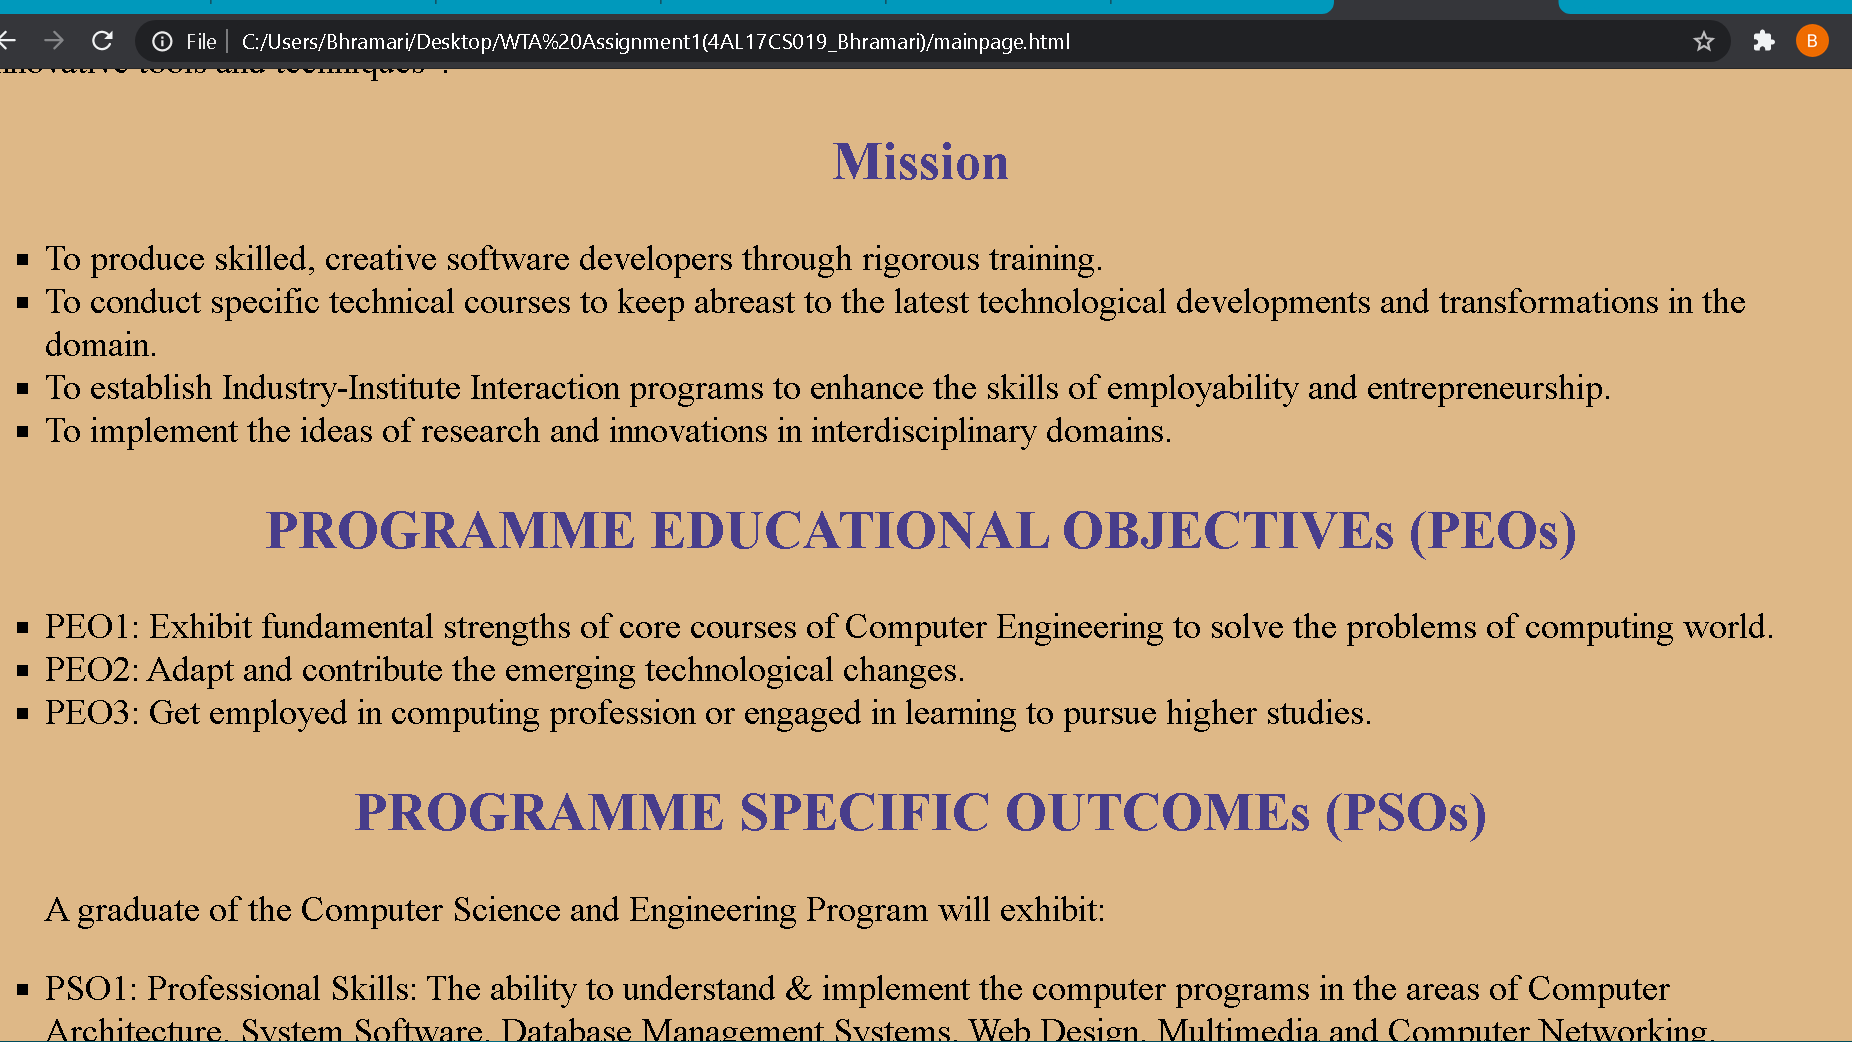 File C:/Users/Bhramari/Desktop/WTA%20Assignment1(4AL17CS019_Bhramari)/mainpage.html
B
innovative tools and techniques".
Mission
To produce skilled, creative software developers through rigorous training.
To conduct specific technical courses to keep abreast to the latest technological developments and transformations in the
domain.
To establish Industry-Institute Interaction programs to enhance the skills of employability and entrepreneurship.
To implement the ideas of research and innovations in interdisciplinary domains.
PROGRAMME EDUCATIONAL OBJECTIVEs (PEOs)
PEO1: Exhibit fundamental strengths of core courses of Computer Engineering to solve the problems of computing world.
PEO2: Adapt and contribute the emerging technological changes.
PEO3: Get employed in computing profession or engaged in learning to pursue higher studies.
PROGRAMME SPECIFIC OUTCOMEs (PSOs)
A graduate of the Computer Science and Engineering Program will exhibit:
PSO1: Professional Skills: The ability to understand & implement the computer programs in the areas of Computer
Architecture, System Software, Database Management Systems, Web Design, Multimedia and Computer Networking.